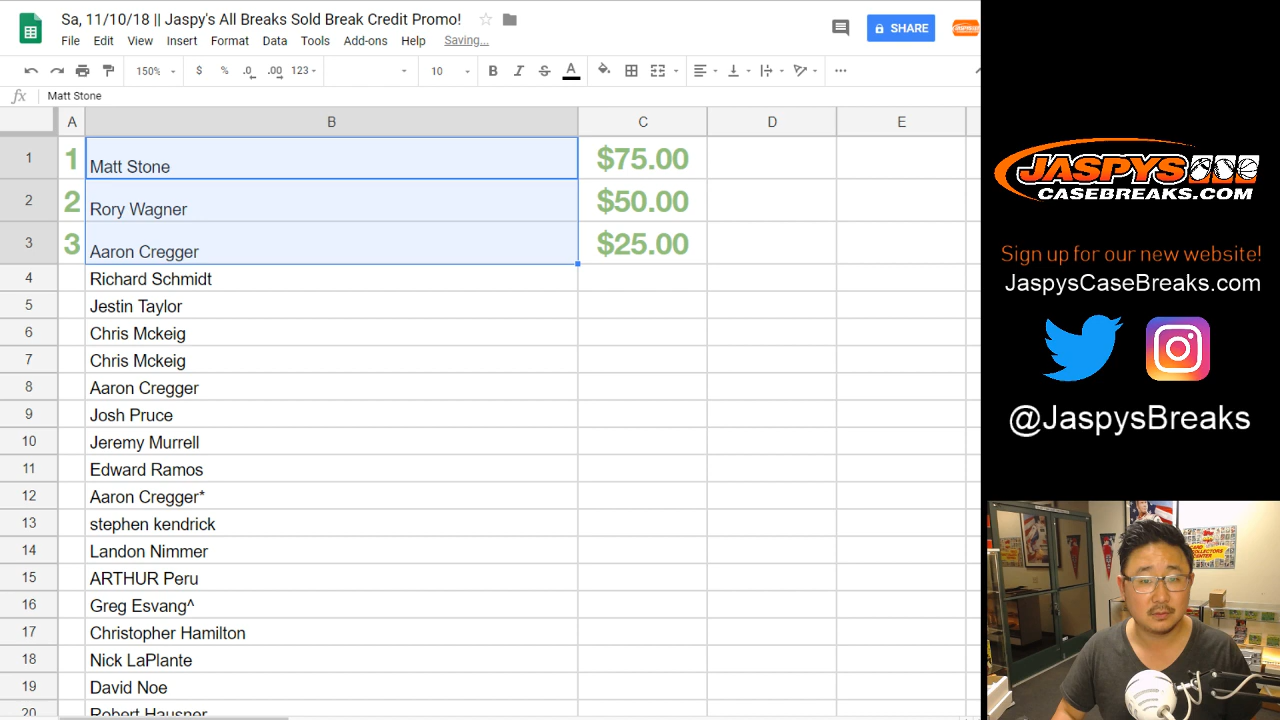 Sa, 11/10/18 || Jaspy's All Breaks Sold Break Credit Promo!
File Edit View Insert Format Data Tools Add-ons Help Saving...
SHARE
150% $ % .0 .00 123 10 B I S A
fx Matt Stone
A B C D E
1 1 Matt Stone $75.00
2 2 Rory Wagner $50.00
3 3 Aaron Cregger $25.00
4 Richard Schmidt
5 Jestin Taylor
6 Chris Mckeig
7 Chris Mckeig
8 Aaron Cregger
9 Josh Pruce
10 Jeremy Murrell
11 Edward Ramos
12 Aaron Cregger*
13 stephen kendrick
14 Landon Nimmer
15 ARTHUR Peru
16 Greg Esvang^
17 Christopher Hamilton
18 Nick LaPlante
19 David Noe
20 Robert Hausner
JASPYS
CASEBREAKS.COM
Sign up for our new website!
JaspysCaseBreaks.com
@JaspysBreaks